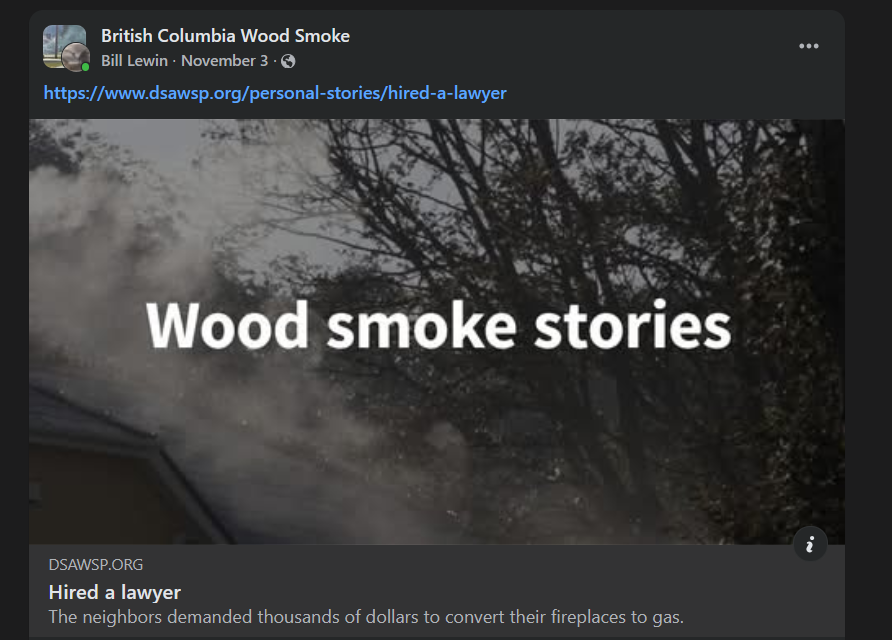 British Columbia Wood Smoke
Bill Lewin · November 3 ·
https://www.dsawsp.org/personal-stories/hired-a-lawyer
Wood smoke stories
DSAWSP.ORG
Hired a lawyer
The neighbors demanded thousands of dollars to convert their fireplaces to gas.